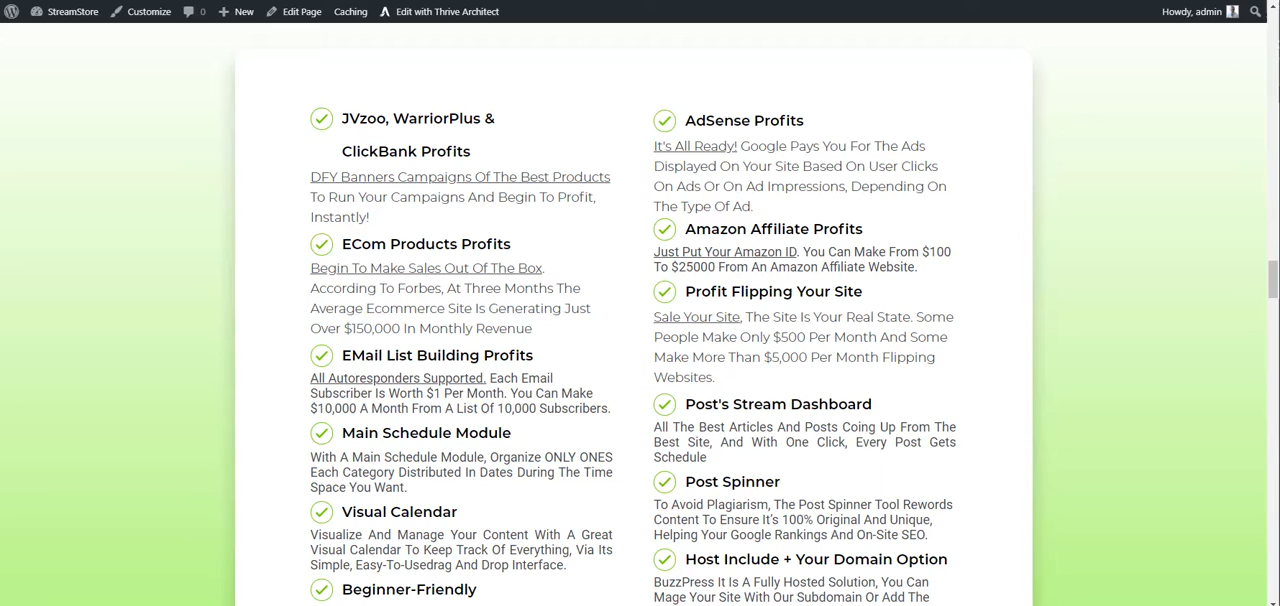 StreamStore Customize 0 New Edit Page Caching Edit with Thrive Architect Howdy, admin
JVzoo, WarriorPlus &
ClickBank Profits
DFY Banners Campaigns Of The Best Products
To Run Your Campaigns And Begin To Profit,
Instantly!
ECom Products Profits
Begin To Make Sales Out Of The Box.
According To Forbes, At Three Months The
Average Ecommerce Site Is Generating Just
Over $150,000 In Monthly Revenue
EMail List Building Profits
All Autoresponders Supported. Each Email
Subscriber Is Worth $1 Per Month. You Can Make
$10,000 A Month From A List Of 10,000 Subscribers.
Main Schedule Module
With A Main Schedule Module, Organize ONLY ONES
Each Category Distributed In Dates During The Time
Space You Want.
Visual Calendar
Visualize And Manage Your Content With A Great
Visual Calendar To Keep Track Of Everything, Via Its
Simple, Easy-To-Usedrag And Drop Interface.
Beginner-Friendly
AdSense Profits
It's All Ready! Google Pays You For The Ads
Displayed On Your Site Based On User Clicks
On Ads Or On Ad Impressions, Depending On
The Type Of Ad.
Amazon Affiliate Profits
Just Put Your Amazon ID. You Can Make From $100
To $25000 From An Amazon Affiliate Website.
Profit Flipping Your Site
Sale Your Site, The Site Is Your Real State. Some
People Make Only $500 Per Month And Some
Make More Than $5,000 Per Month Flipping
Websites.
Post's Stream Dashboard
All The Best Articles And Posts Coing Up From The
Best Site, And With One Click, Every Post Gets
Schedule
Post Spinner
To Avoid Plagiarism, The Post Spinner Tool Rewords
Content To Ensure It's 100% Original And Unique,
Helping Your Google Rankings And On-Site SEO.
Host Include + Your Domain Option
BuzzPress It Is A Fully Hosted Solution, You Can
Mage Your Site With Our Subdomain Or Add The